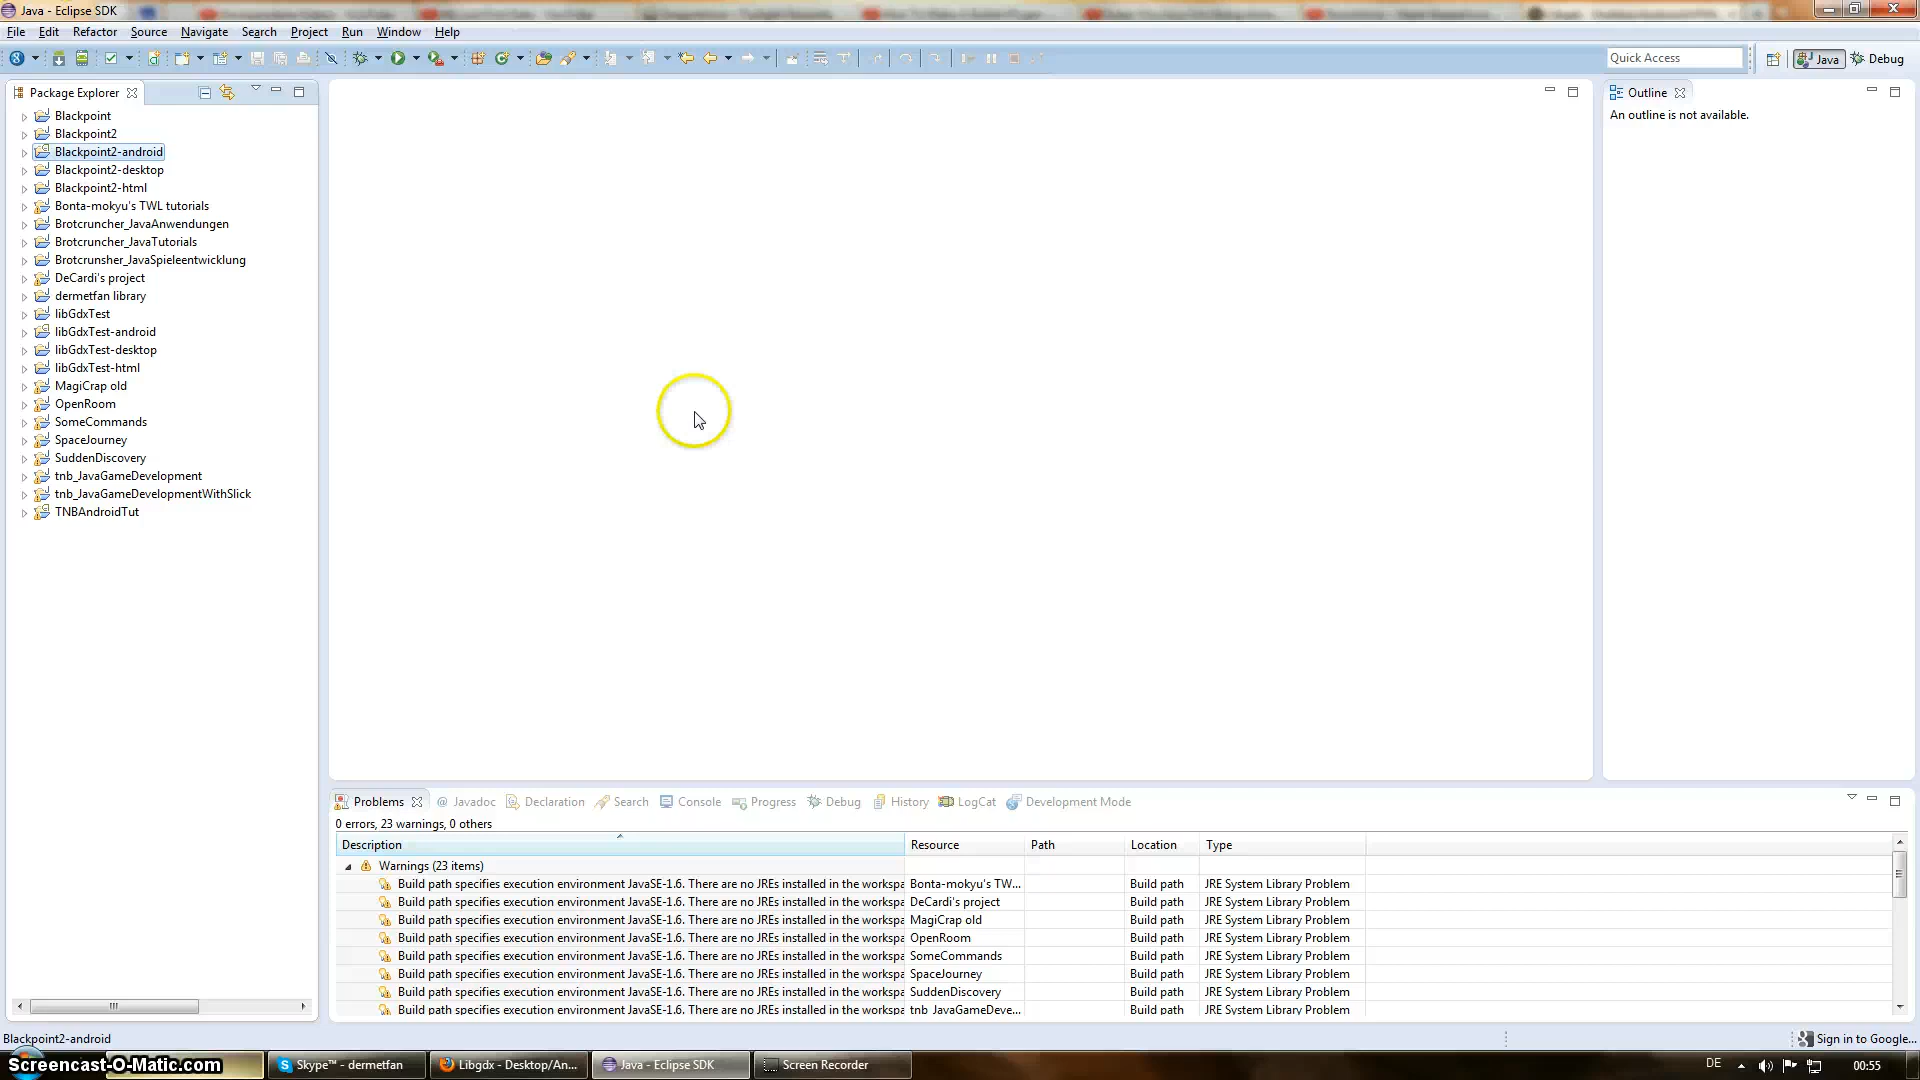 Java - Eclipse SDK
File Edit Refactor Source Navigate Search Project Run Window Help
Quick Access Java Debug
Package Explorer
Blackpoint
Blackpoint2
Blackpoint2-android
Blackpoint2-desktop
Blackpoint2-html
Bonta-mokyu's TWL tutorials
Brotcruncher_JavaAnwendungen
Brotcruncher_JavaTutorials
Brotcrunsher_JavaSpieleentwicklung
DeCardi's project
dermetfan library
libGdxTest
libGdxTest-android
libGdxTest-desktop
libGdxTest-html
MagiCrap old
OpenRoom
SomeCommands
SpaceJourney
SuddenDiscovery
tnb_JavaGameDevelopment
tnb_JavaGameDevelopmentWithSlick
TNBAndroidTut
Outline
An outline is not available.
Problems Javadoc Declaration Search Console Progress Debug History LogCat Development Mode
0 errors, 23 warnings, 0 others
Description Resource Path Location Type
Warnings (23 items)
Build path specifies execution environment JavaSE-1.6. There are no JREs installed in the workspa Bonta-mokyu's TW... Build path JRE System Library Problem
Build path specifies execution environment JavaSE-1.6. There are no JREs installed in the workspa DeCardi's project Build path JRE System Library Problem
Build path specifies execution environment JavaSE-1.6. There are no JREs installed in the workspa MagiCrap old Build path JRE System Library Problem
Build path specifies execution environment JavaSE-1.6. There are no JREs installed in the workspa OpenRoom Build path JRE System Library Problem
Build path specifies execution environment JavaSE-1.6. There are no JREs installed in the workspa SomeCommands Build path JRE System Library Problem
Build path specifies execution environment JavaSE-1.6. There are no JREs installed in the workspa SpaceJourney Build path JRE System Library Problem
Build path specifies execution environment JavaSE-1.6. There are no JREs installed in the workspa SuddenDiscovery Build path JRE System Library Problem
Build path specifies execution environment JavaSE-1.6. There are no JREs installed in the workspa tnb_JavaGameDeve... Build path JRE System Library Problem
Blackpoint2-android Sign in to Google...
Screencast-O-Matic.com Skype™ - dermetfan Libgdx - Desktop/An... Java - Eclipse SDK Screen Recorder DE 00:55